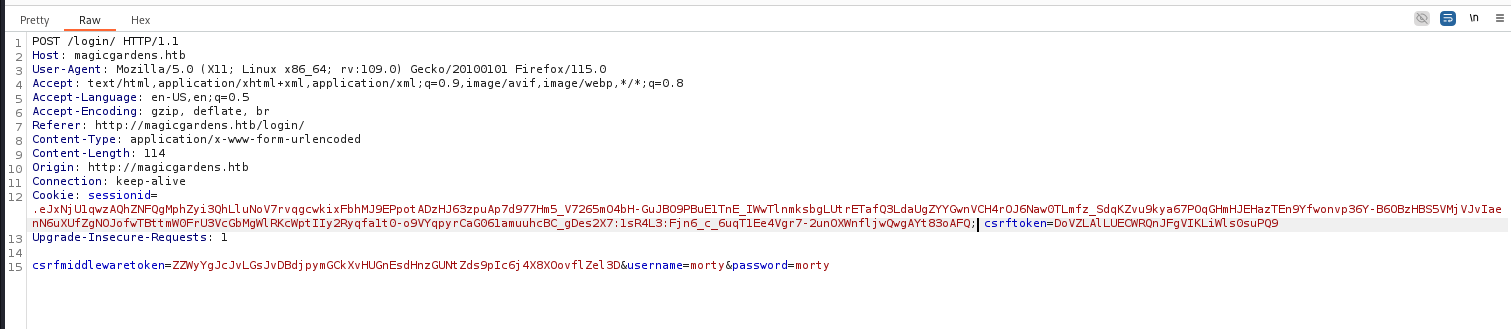 Pretty Raw Hex \n
1 POST /login/ HTTP/1.1
2 Host: magicgardens.htb
3 User-Agent: Mozilla/5.0 (X11; Linux x86_64; rv:109.0) Gecko/20100101 Firefox/115.0
4 Accept: text/html,application/xhtml+xml,application/xml;q=0.9,image/avif,image/webp,*/*;q=0.8
5 Accept-Language: en-US,en;q=0.5
6 Accept-Encoding: gzip, deflate, br
7 Referer: http://magicgardens.htb/login/
8 Content-Type: application/x-www-form-urlencoded
9 Content-Length: 114
10 Origin: http://magicgardens.htb
11 Connection: keep-alive
12 Cookie: sessionid=
.eJxNjU1qwzAQhZNFQgMphZyi3QhLluNoV7rvqgcwkixFbhMJ9EPpotADzHJ63zpuAp7d977Hm5_V7265mO4bH-GuJBO9PBuE1TnE_IWwTlnmksbgLUtrETafQ3LdaUgZYYGwnVCH4rOJ6Naw0TLmfz_SdqKZvu9kya67POqGHmHJEHazTEn9Yfwonvp36Y-B6OBzHBS5VMjVJvIae
nN6uXUfZgNOJofwTBttmW0FrU3VcGbMgWlRKcWptIIy2Ryqfa1t0-o9VYqpyrCaG061amuuhcBC_gDes2X7:1sR4L3:Fjn6_c_6uqT1Ee4Vgr7-2unOXWnfljwQwgAYt83oAFQ; csrftoken=DoVZLAlLUECWRQnJFgVIKLiWls0suPQ9
13 Upgrade-Insecure-Requests: 1
14
15 csrfmiddlewaretoken=ZZWyYgJcJvLGsJvDBdjpymGCkXvHUGnEsdHnzGUNtZds9pIc6j4X8XOovflZel3D&username=morty&password=morty